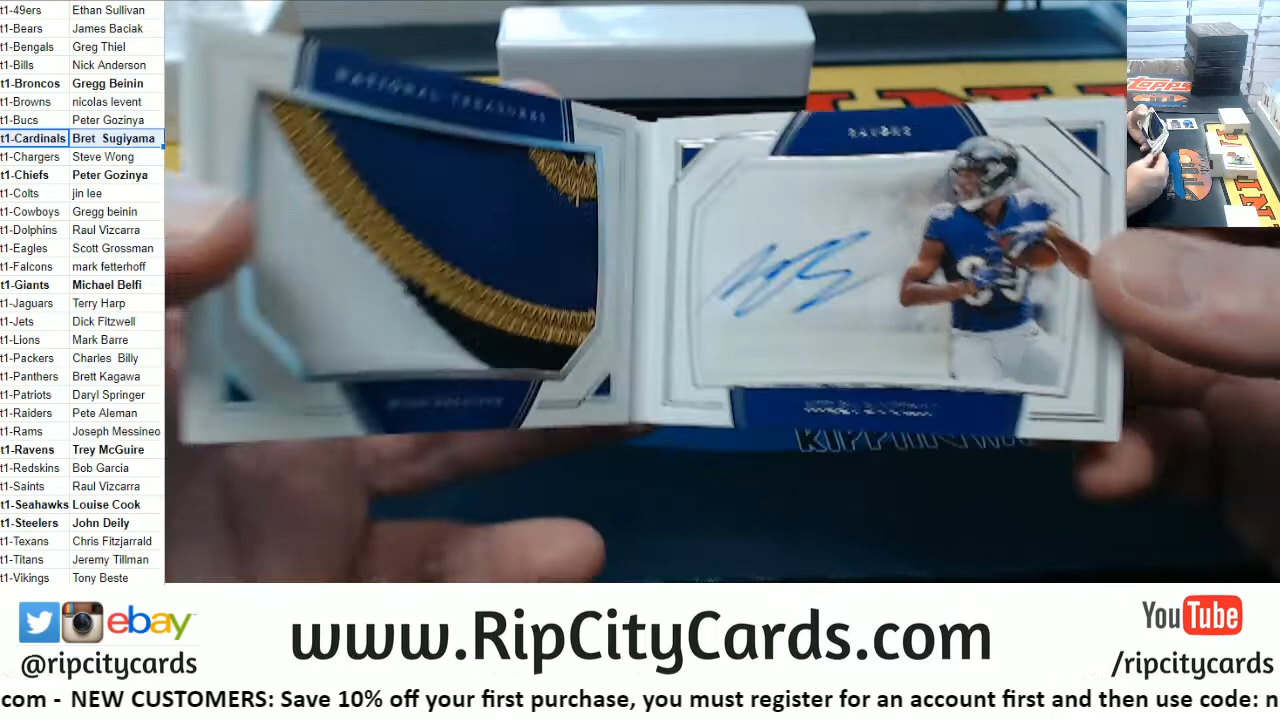 t1-49ers Ethan Sullivan
t1-Bears James Baciak
t1-Bengals Greg Thiel
t1-Bills Nick Anderson
t1-Broncos Gregg Beinin
t1-Browns nicolas levent
t1-Bucs Peter Gozinya
t1-Cardinals Bret Sugiyama
t1-Chargers Steve Wong
t1-Chiefs Peter Gozinya
t1-Colts jin lee
t1-Cowboys Gregg beinin
t1-Dolphins Raul Vizcarra
t1-Eagles Scott Grossman
t1-Falcons mark fetterhoff
t1-Giants Michael Belfi
t1-Jaguars Terry Harp
t1-Jets Dick Fitzwell
t1-Lions Mark Barre
t1-Packers Charles Billy
t1-Panthers Brett Kagawa
t1-Patriots Daryl Springer
t1-Raiders Pete Aleman
t1-Rams Joseph Messineo
t1-Ravens Trey McGuire
t1-Redskins Bob Garcia
t1-Saints Raul Vizcarra
t1-Seahawks Louise Cook
t1-Steelers John Deily
t1-Texans Chris Fitzjarrald
t1-Titans Jeremy Tillman
t1-Vikings Tony Beste
NATIONAL TREASURES
Topps
ebay
@ripcitycards
www.RipCityCards.com
YouTube
/ripcitycards
com - NEW CUSTOMERS: Save 10% off your first purchase, you must register for an account first and then use code: n